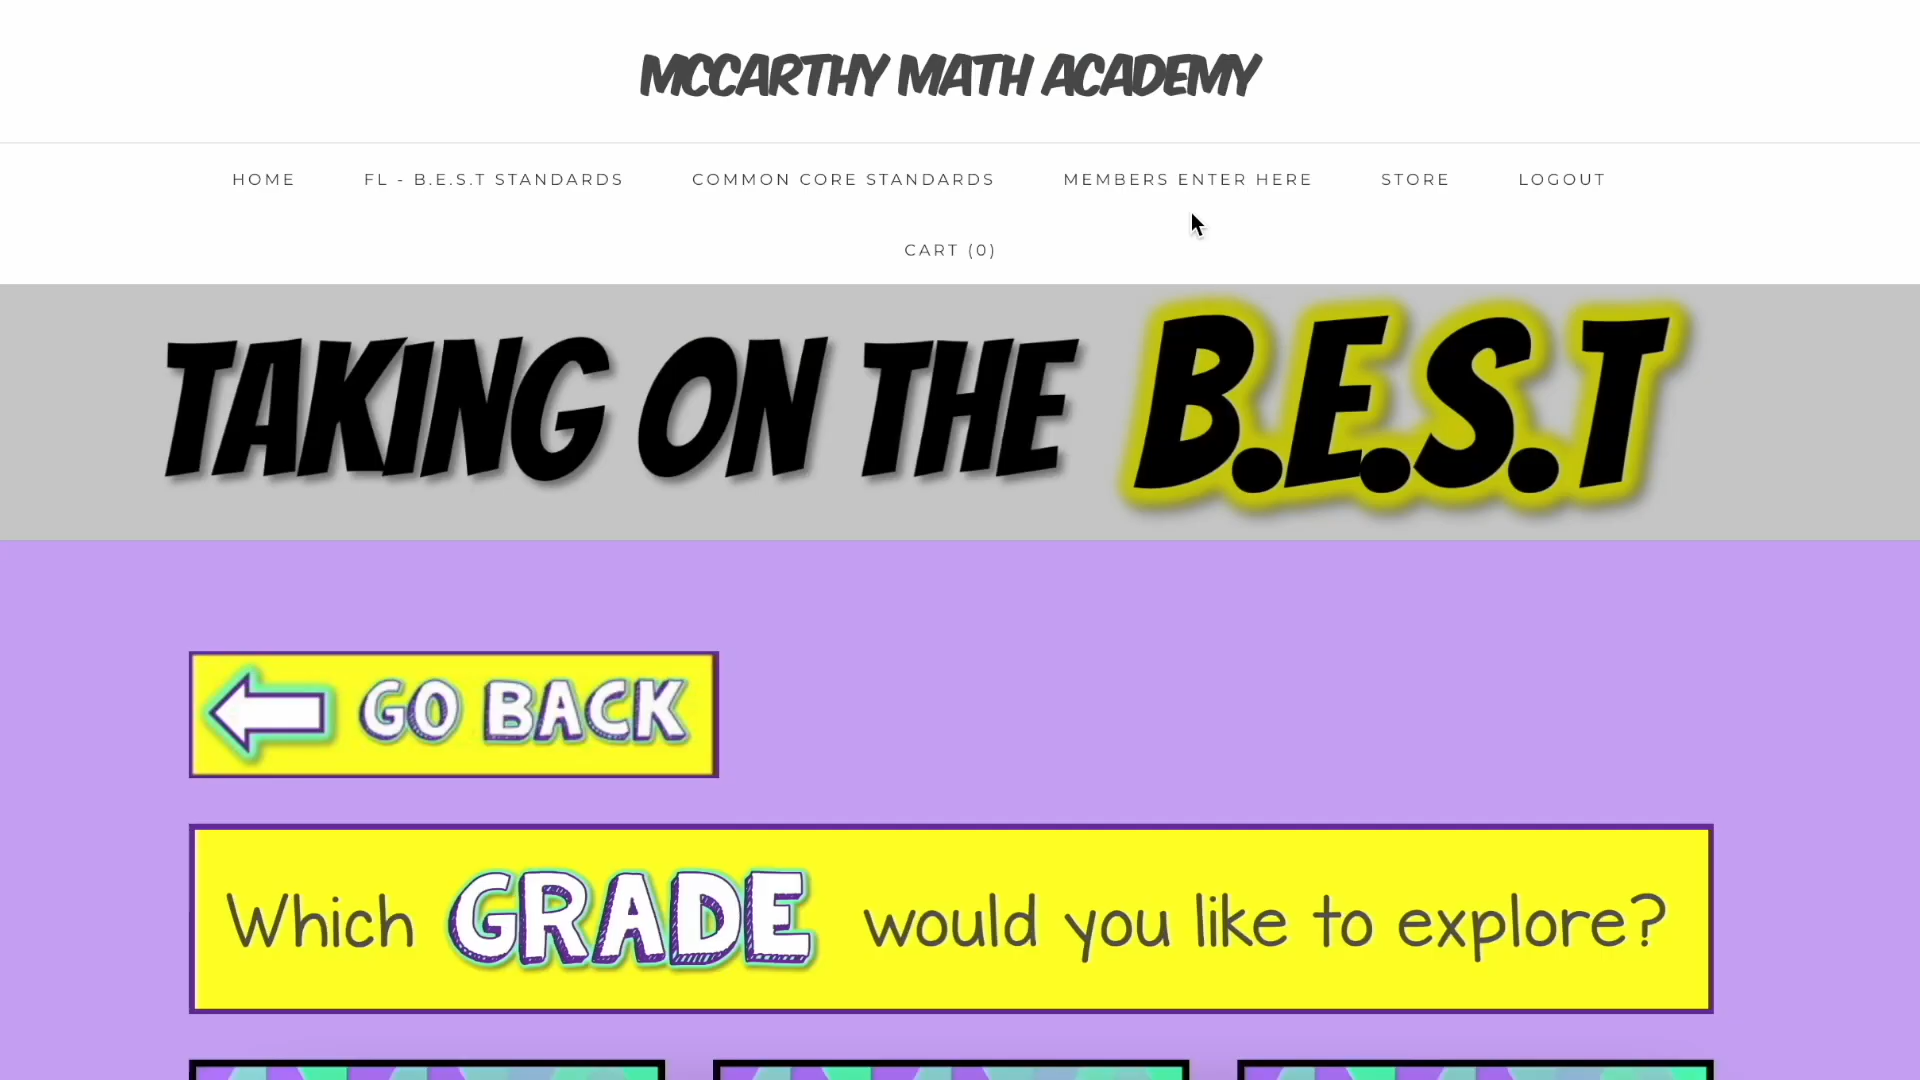 MCCARTHY MATH ACADEMY
HOME FL - B.E.S.T STANDARDS COMMON CORE STANDARDS MEMBERS ENTER HERE STORE LOGOUT
CART (0)
TAKING ON THE B.E.S.T
GO BACK
Which GRADE would you like to explore?